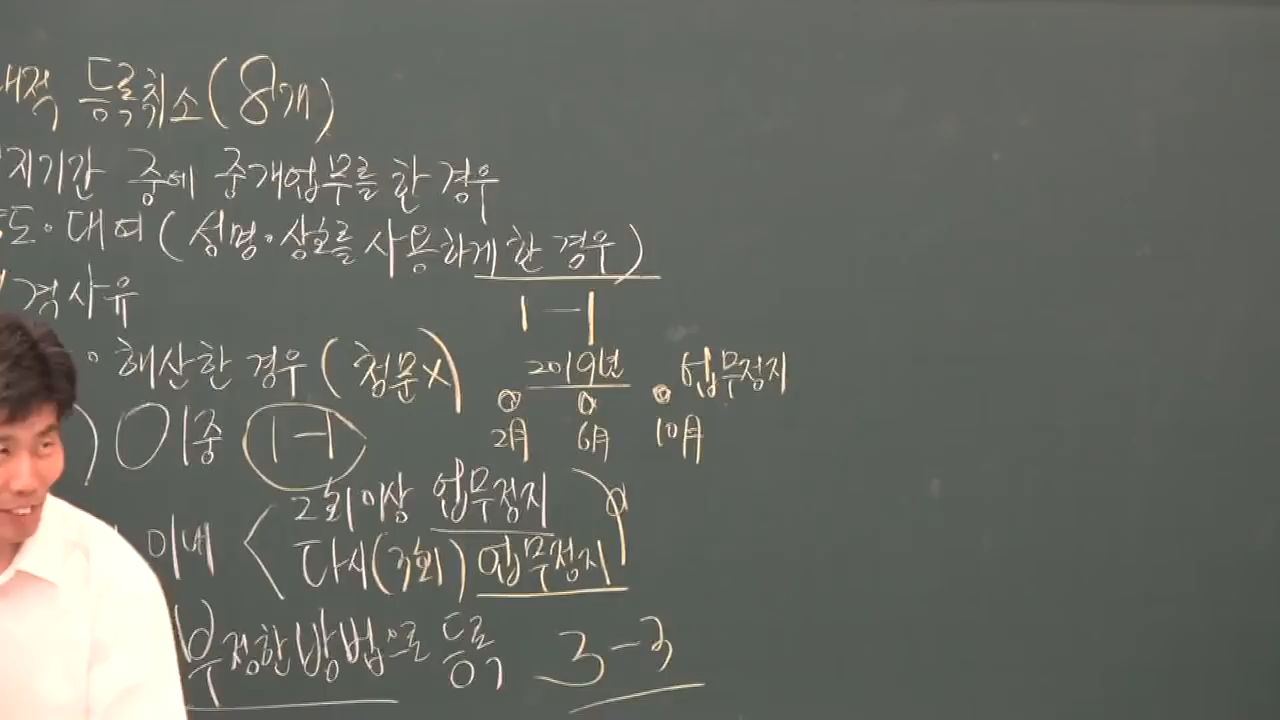 대적 등록취소(8개)
지기간 중에 중개업무를 한 경우
도·대여(성명·상호를 사용하게 한 경우)
1-1
경사유
·해산한 경우(청문×)
2019년
업무정지
2月 6月 10月
) 이중 1-1
이내 < 2회이상 업무정지
다시(3회) 업무정지
부정한방법으로 등록 3-3